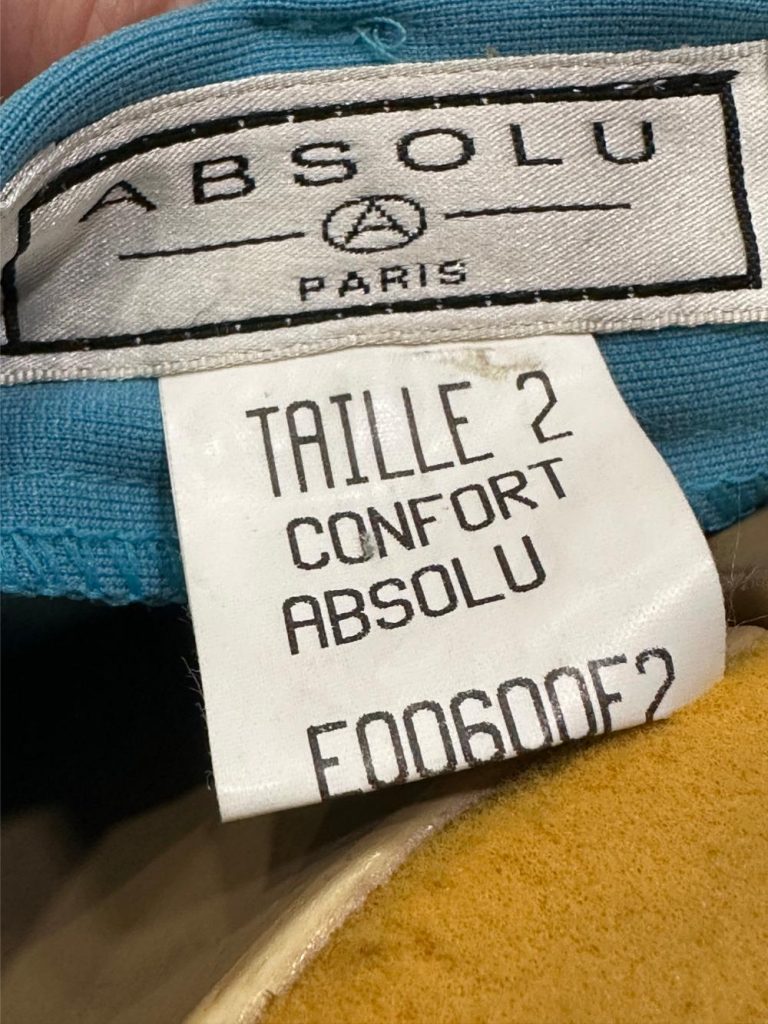 ABSOLU
A
PARIS
TAILLE 2
CONFORT
ABSOLU
E00600F2